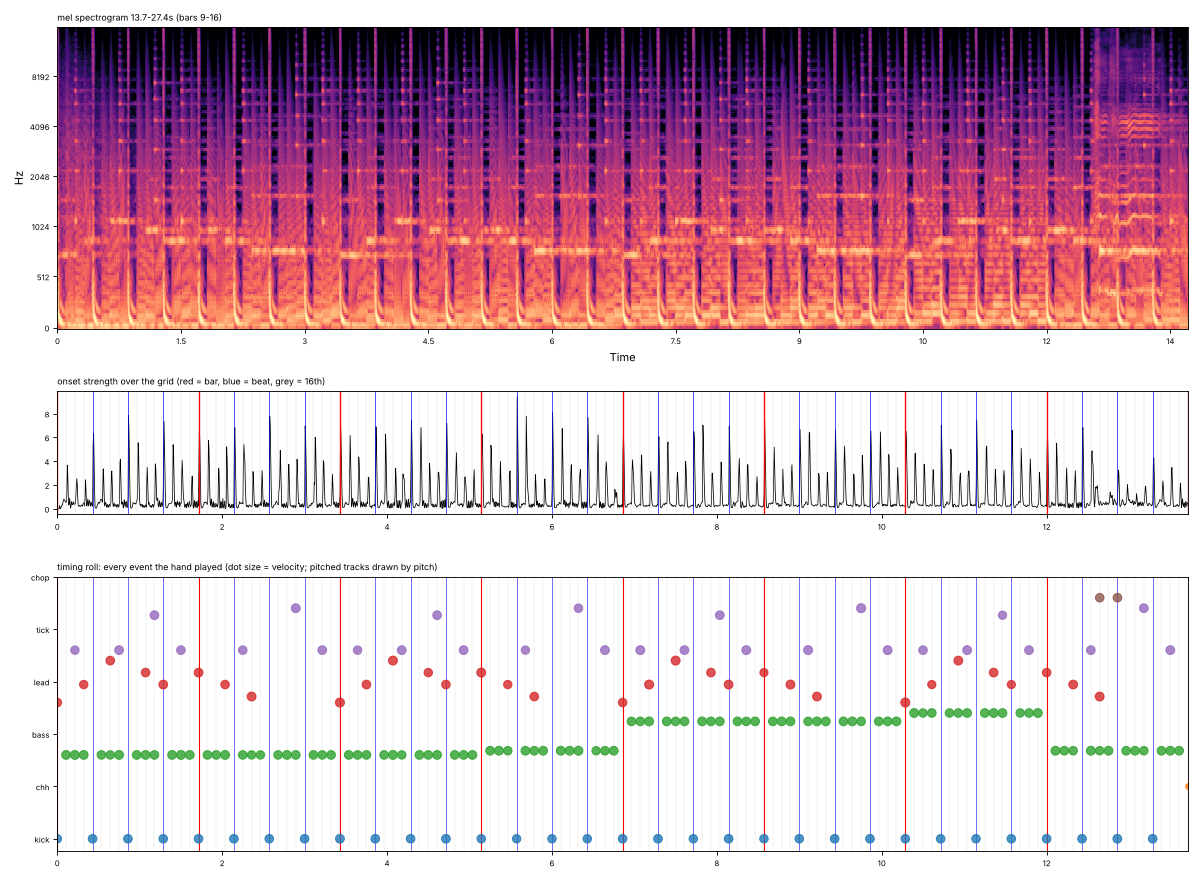 mel spectrogram 13.7-27.4s (bars 9-16)
8192
4096
2048
1024
512
0
Hz
0 1.5 3 4.5 6 7.5 9 10 12 14
Time
onset strength over the grid (red = bar, blue = beat, grey = 16th)
8
6
4
2
0
0 2 4 6 8 10 12
timing roll: every event the hand played (dot size = velocity; pitched tracks drawn by pitch)
chop
tick
lead
bass
chh
kick
0 2 4 6 8 10 12